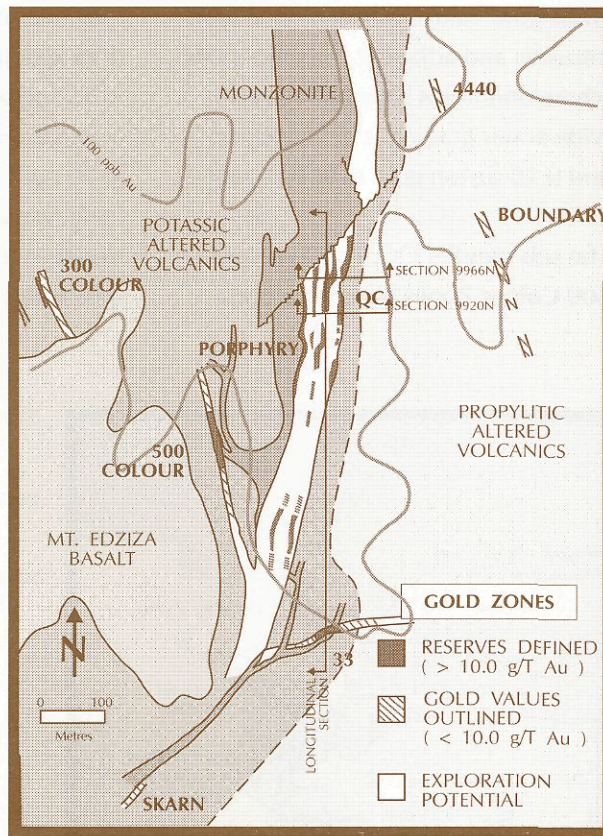 MONZONITE
4440
100 ppb Au
POTASSIC
ALTERED
VOLCANICS
BOUNDARY
300
COLOUR
SECTION 9966N
QC
SECTION 9920N
PORPHYRY
PROPYLITIC
ALTERED
VOLCANICS
500
COLOUR
MT. EDZIZA
BASALT
N
0 100
Metres
33
LONGITUDINAL
SECTION
SKARN
GOLD ZONES
RESERVES DEFINED
( > 10.0 g/T Au )
GOLD VALUES
OUTLINED
( < 10.0 g/T Au )
EXPLORATION
POTENTIAL